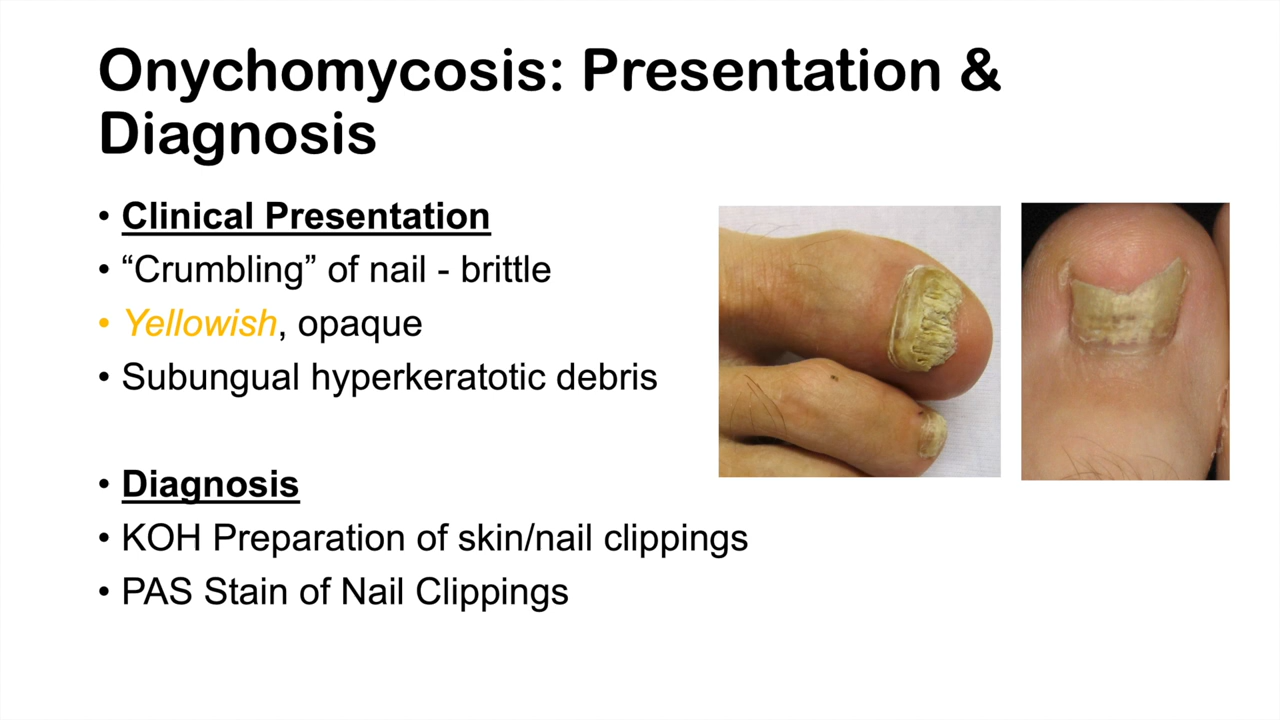 Onychomycosis: Presentation &
Diagnosis
• Clinical Presentation
• “Crumbling” of nail - brittle
• Yellowish, opaque
• Subungual hyperkeratotic debris
• Diagnosis
• KOH Preparation of skin/nail clippings
• PAS Stain of Nail Clippings